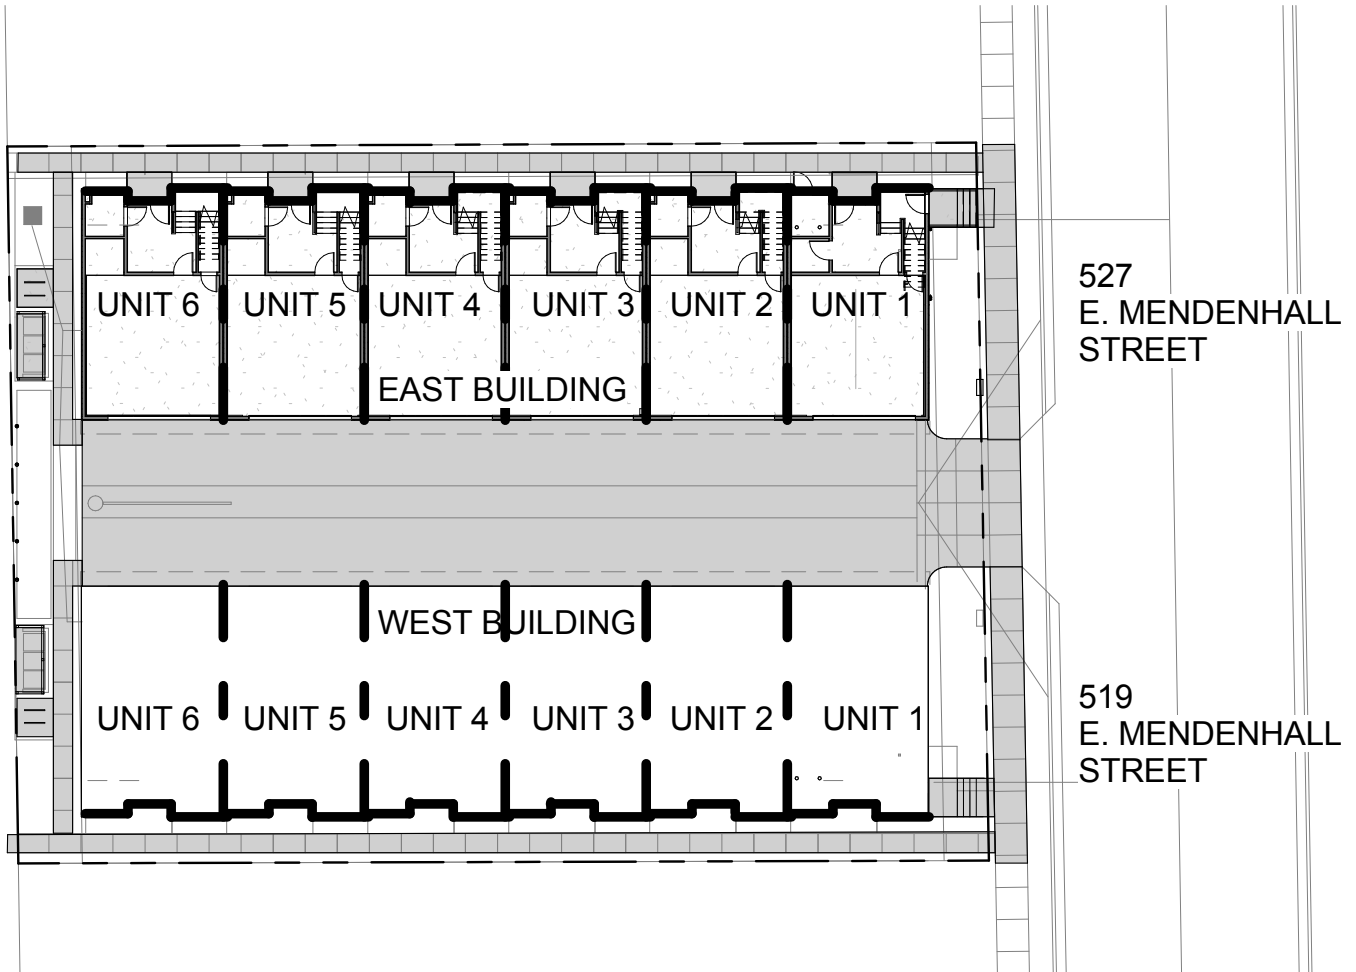 UNIT 6 UNIT 5 UNIT 4 UNIT 3 UNIT 2 UNIT 1
EAST BUILDING
527
E. MENDENHALL
STREET
WEST BUILDING
UNIT 6 UNIT 5 UNIT 4 UNIT 3 UNIT 2 UNIT 1
519
E. MENDENHALL
STREET